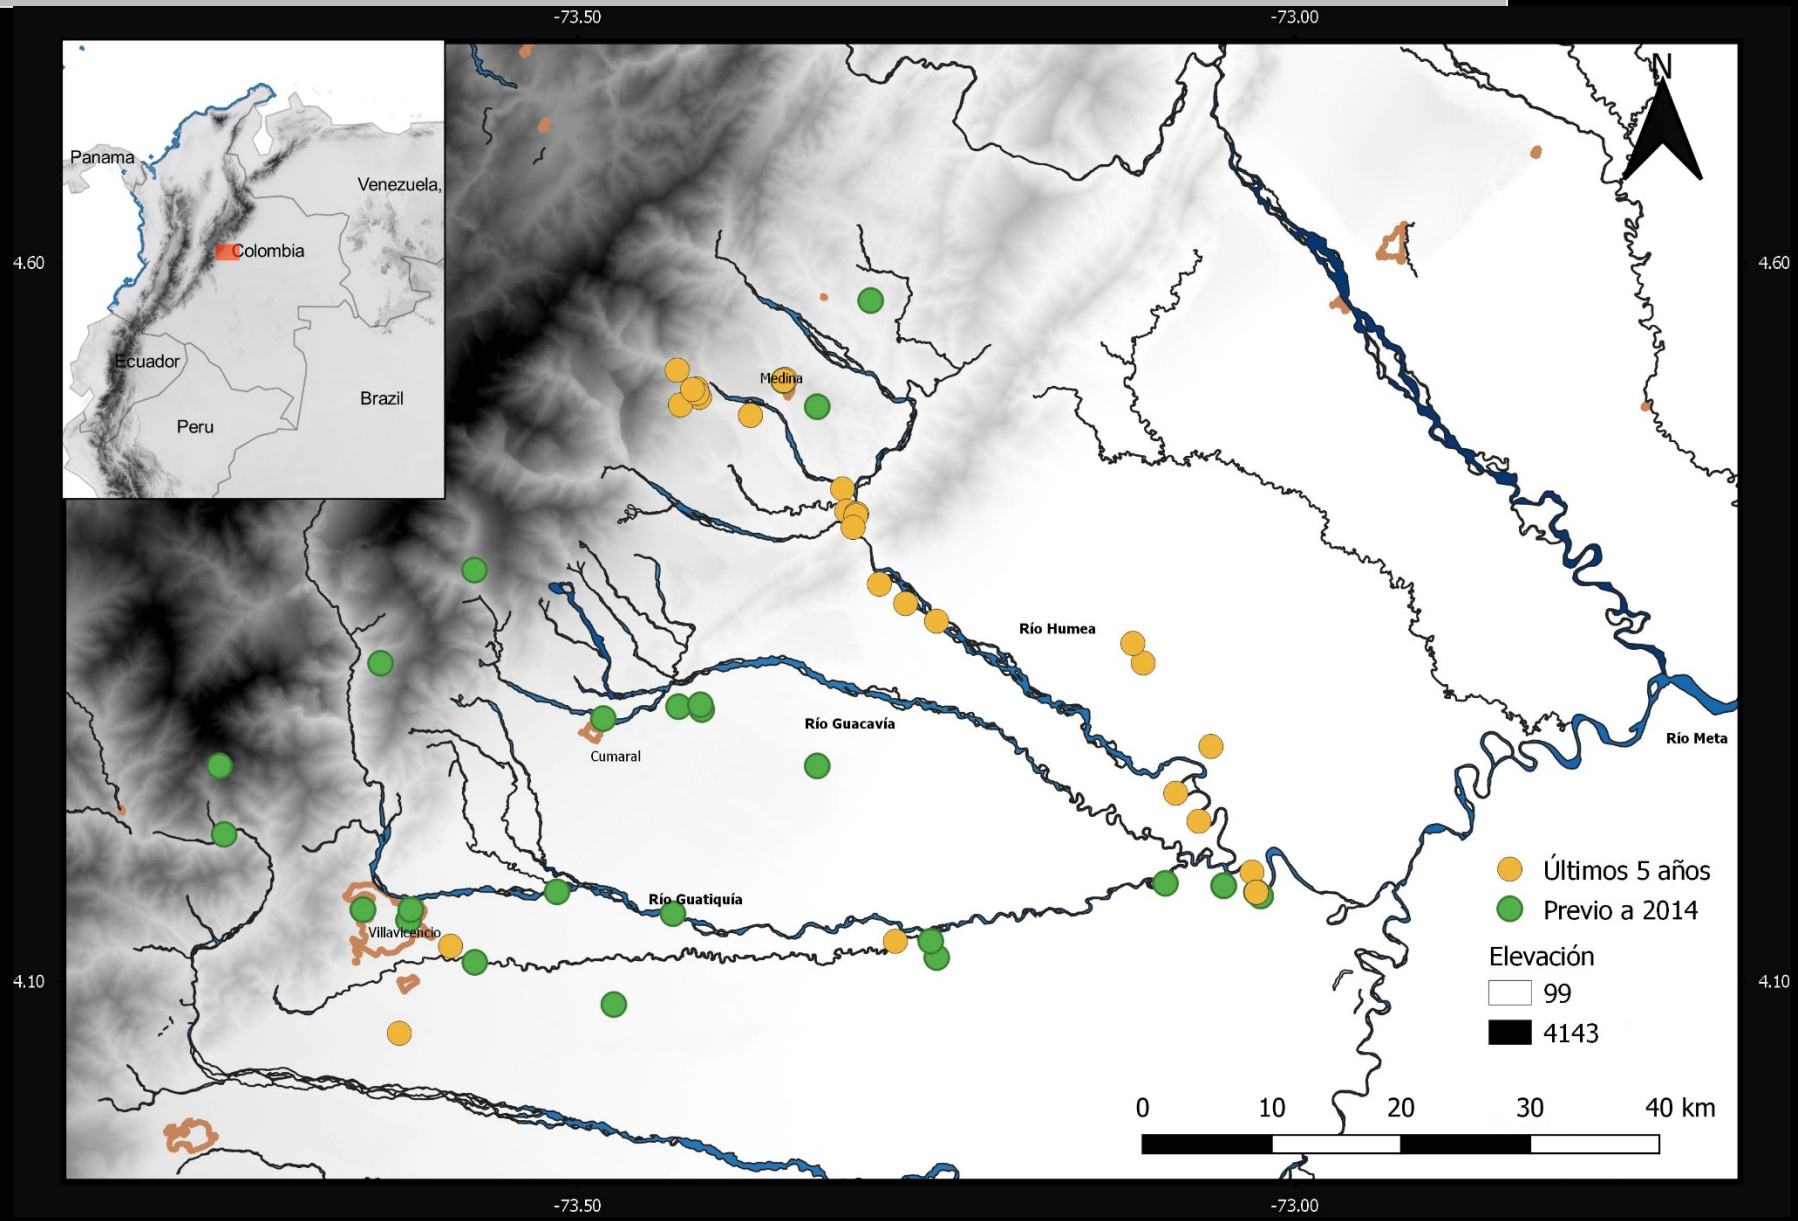 -73.50
-73.00
N
Panama
Venezuela,
Colombia
4.60
4.60
Ecuador
Brazil
Peru
Medina
Río Humea
Río Guacavía
Río Meta
Cumaral
Últimos 5 años
Río Guatiquía
Previo a 2014
Villavicencio
Elevación
4.10
4.10
99
4143
0 10 20 30 40 km
-73.50
-73.00